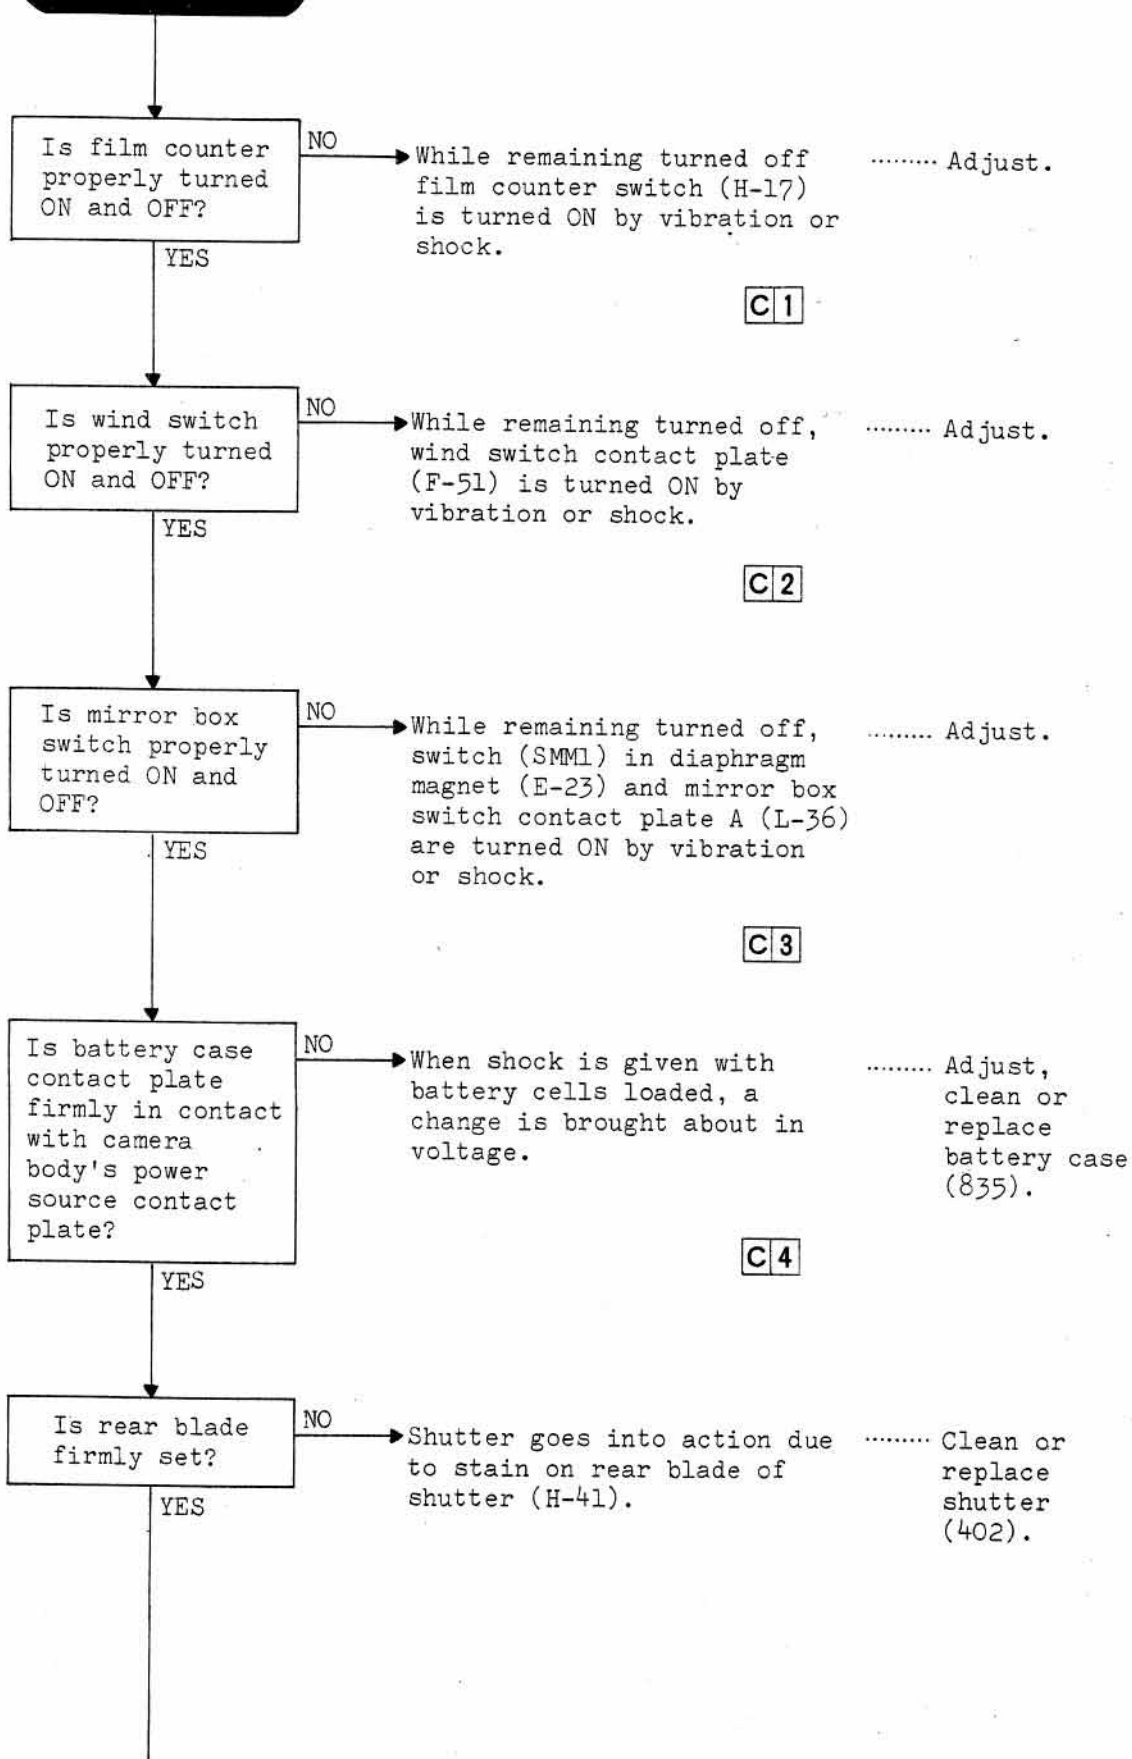 Is film counter
properly turned
ON and OFF?
NO
While remaining turned off
film counter switch (H-17)
is turned ON by vibration or
shock.
......... Adjust.
YES
C 1
Is wind switch
properly turned
ON and OFF?
NO
While remaining turned off,
wind switch contact plate
(F-51) is turned ON by
vibration or shock.
......... Adjust.
YES
C 2
Is mirror box
switch properly
turned ON and
OFF?
NO
While remaining turned off,
switch (SMM1) in diaphragm
magnet (E-23) and mirror box
switch contact plate A (L-36)
are turned ON by vibration
or shock.
......... Adjust.
YES
C 3
Is battery case
contact plate
firmly in contact
with camera
body's power
source contact
plate?
NO
When shock is given with
battery cells loaded, a
change is brought about in
voltage.
......... Adjust,
clean or
replace
battery case
(835).
C 4
YES
Is rear blade
firmly set?
NO
Shutter goes into action due
to stain on rear blade of
shutter (H-41).
......... Clean or
replace
shutter
(402).
YES